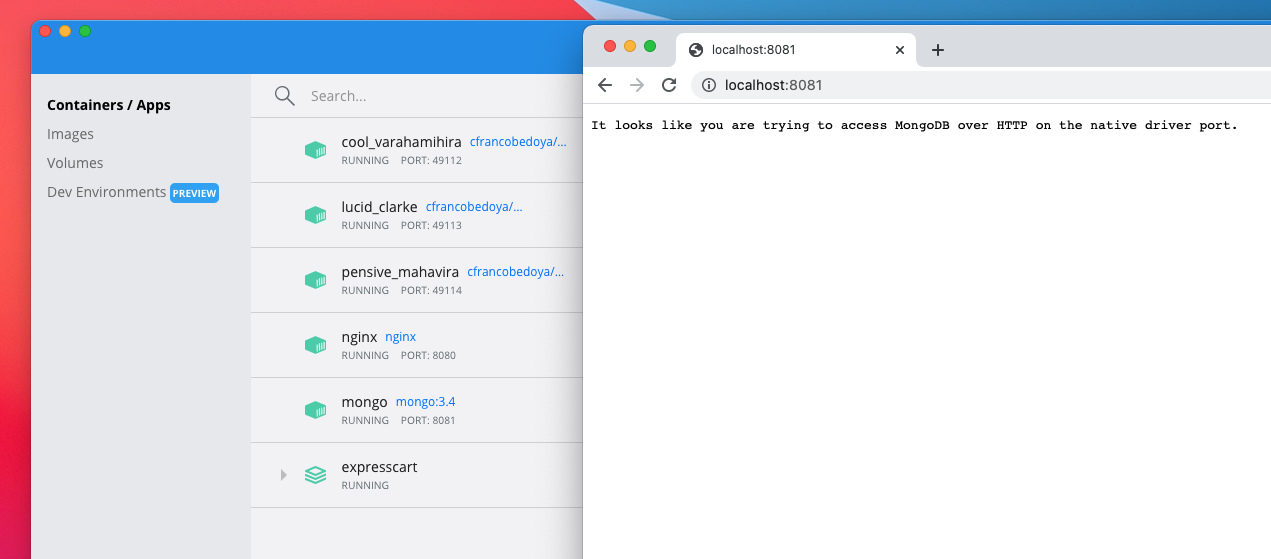 Containers / Apps
Images
Volumes
Dev Environments PREVIEW
Search...
cool_varahamihira cfrancobedoya/...
RUNNING PORT: 49112
lucid_clarke cfrancobedoya/...
RUNNING PORT: 49113
pensive_mahavira cfrancobedoya/...
RUNNING PORT: 49114
nginx nginx
RUNNING PORT: 8080
mongo mongo:3.4
RUNNING PORT: 8081
expresscart
RUNNING
localhost:8081
localhost:8081
It looks like you are trying to access MongoDB over HTTP on the native driver port.